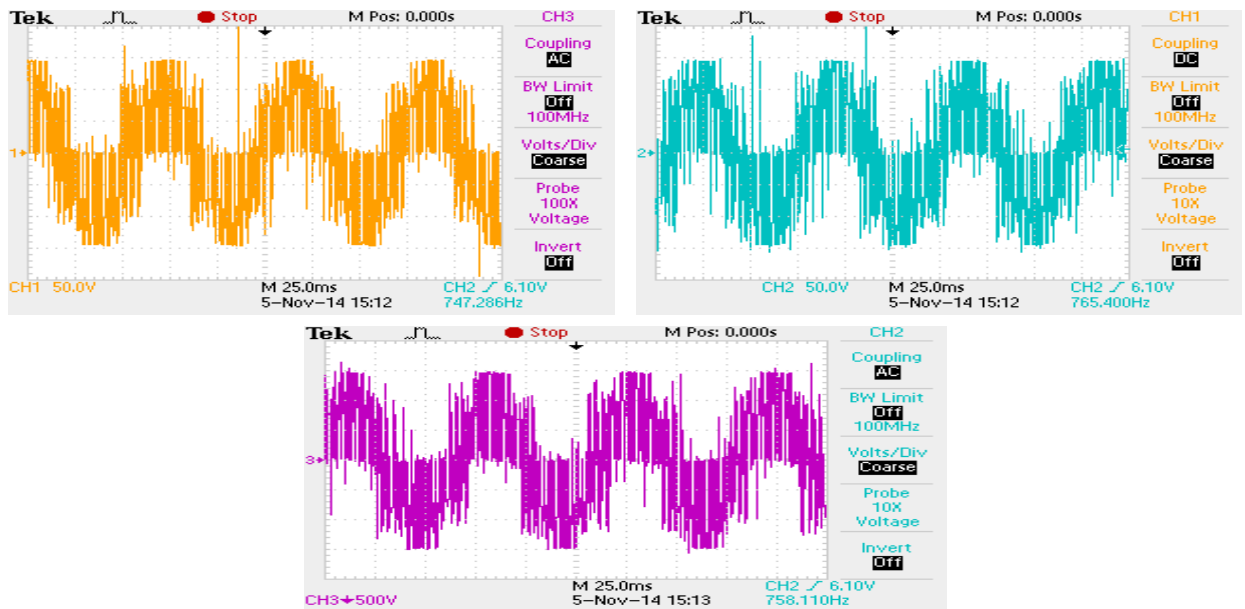 Tek Stop M Pos: 0.000s CH3
Coupling
AC
BW Limit
Off
100MHz
Volts/Div
Coarse
Probe
100X
Voltage
Invert
Off
1
CH1 50.0V M 25.0ms CH2 6.10V
5-Nov-14 15:12 747.286Hz
Tek Stop M Pos: 0.000s CH1
Coupling
DC
BW Limit
Off
100MHz
Volts/Div
Coarse
Probe
10X
Voltage
Invert
Off
2
CH2 50.0V M 25.0ms CH2 6.10V
5-Nov-14 15:12 765.400Hz
Tek Stop M Pos: 0.000s CH2
Coupling
AC
BW Limit
Off
100MHz
Volts/Div
Coarse
Probe
10X
Voltage
Invert
Off
3
M 25.0ms CH2 6.10V
CH3 500V 5-Nov-14 15:13 758.110Hz